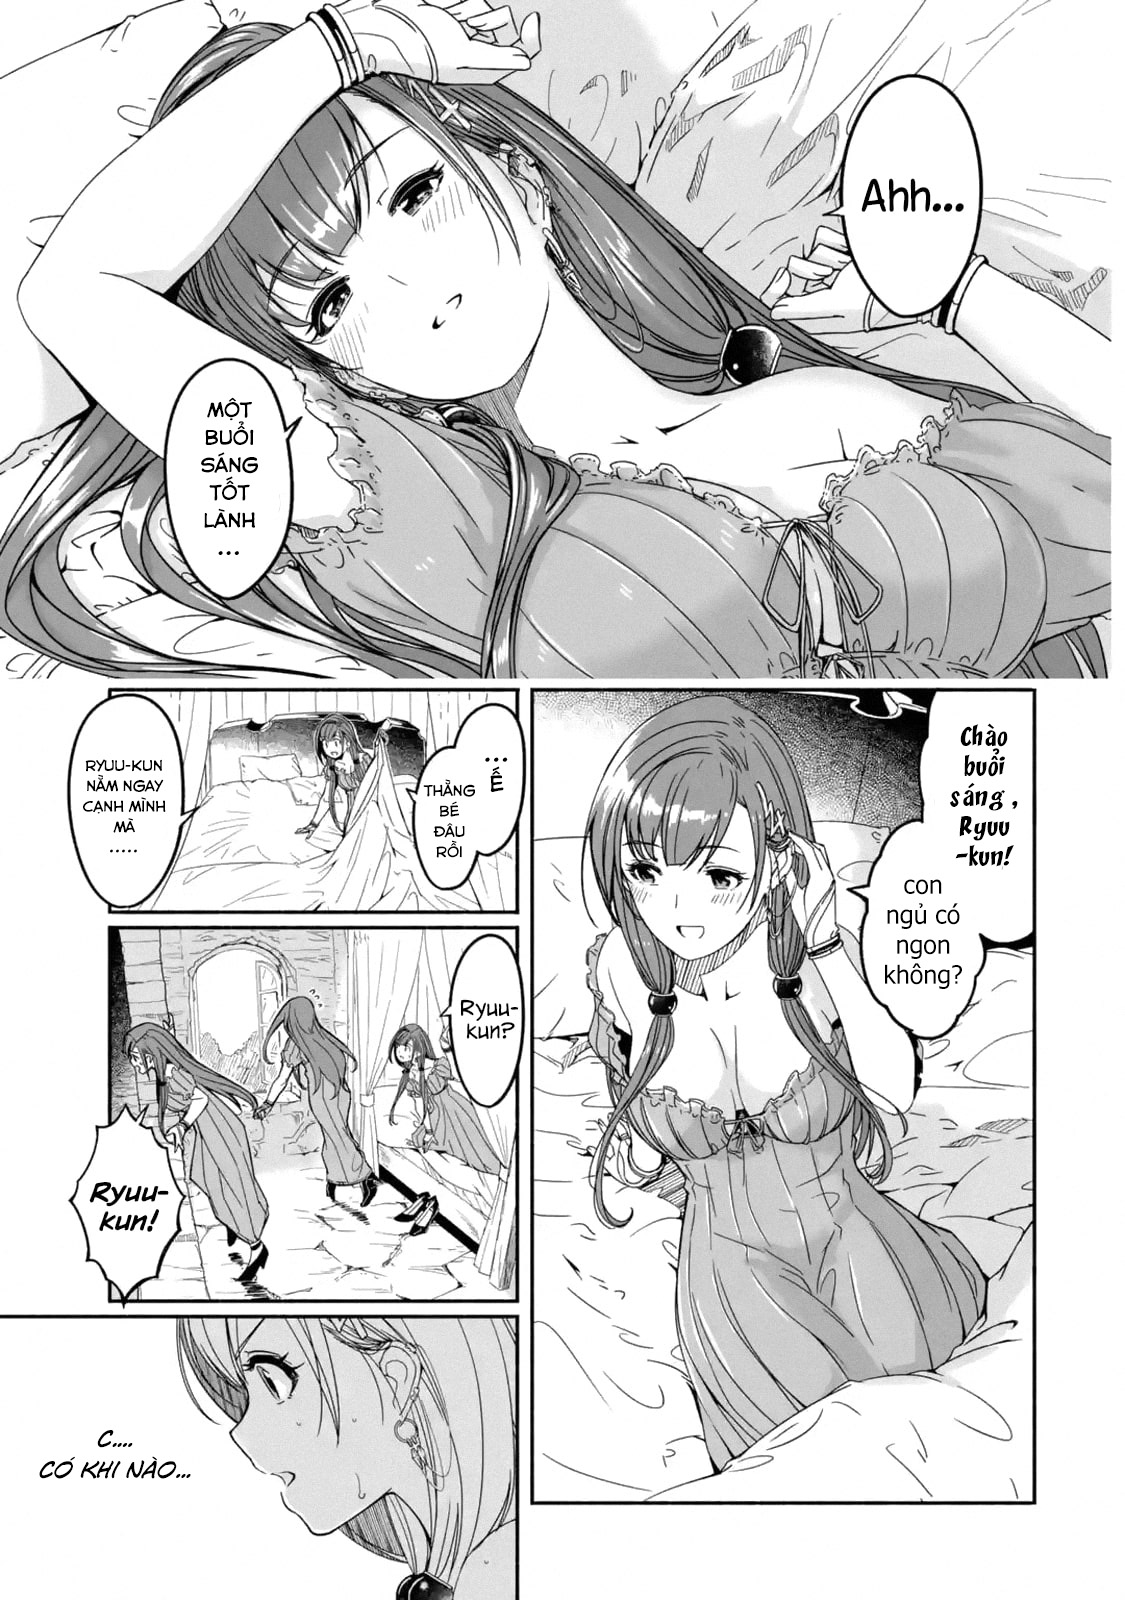 Ahh...
MỘT
BUỔI
SÁNG
TỐT
LÀNH
...
Chào
buổi
sáng,
Ryuu
-kun!
con
ngủ có
ngon
không?
...
Ế
THẰNG
BÉ
ĐÂU
RỒI
RYUU-KUN
NẰM NGAY
CẠNH MÌNH
MÀ
.....
Ryuu-
kun?
Ryuu-
kun!
C....
CÓ KHI NÀO...